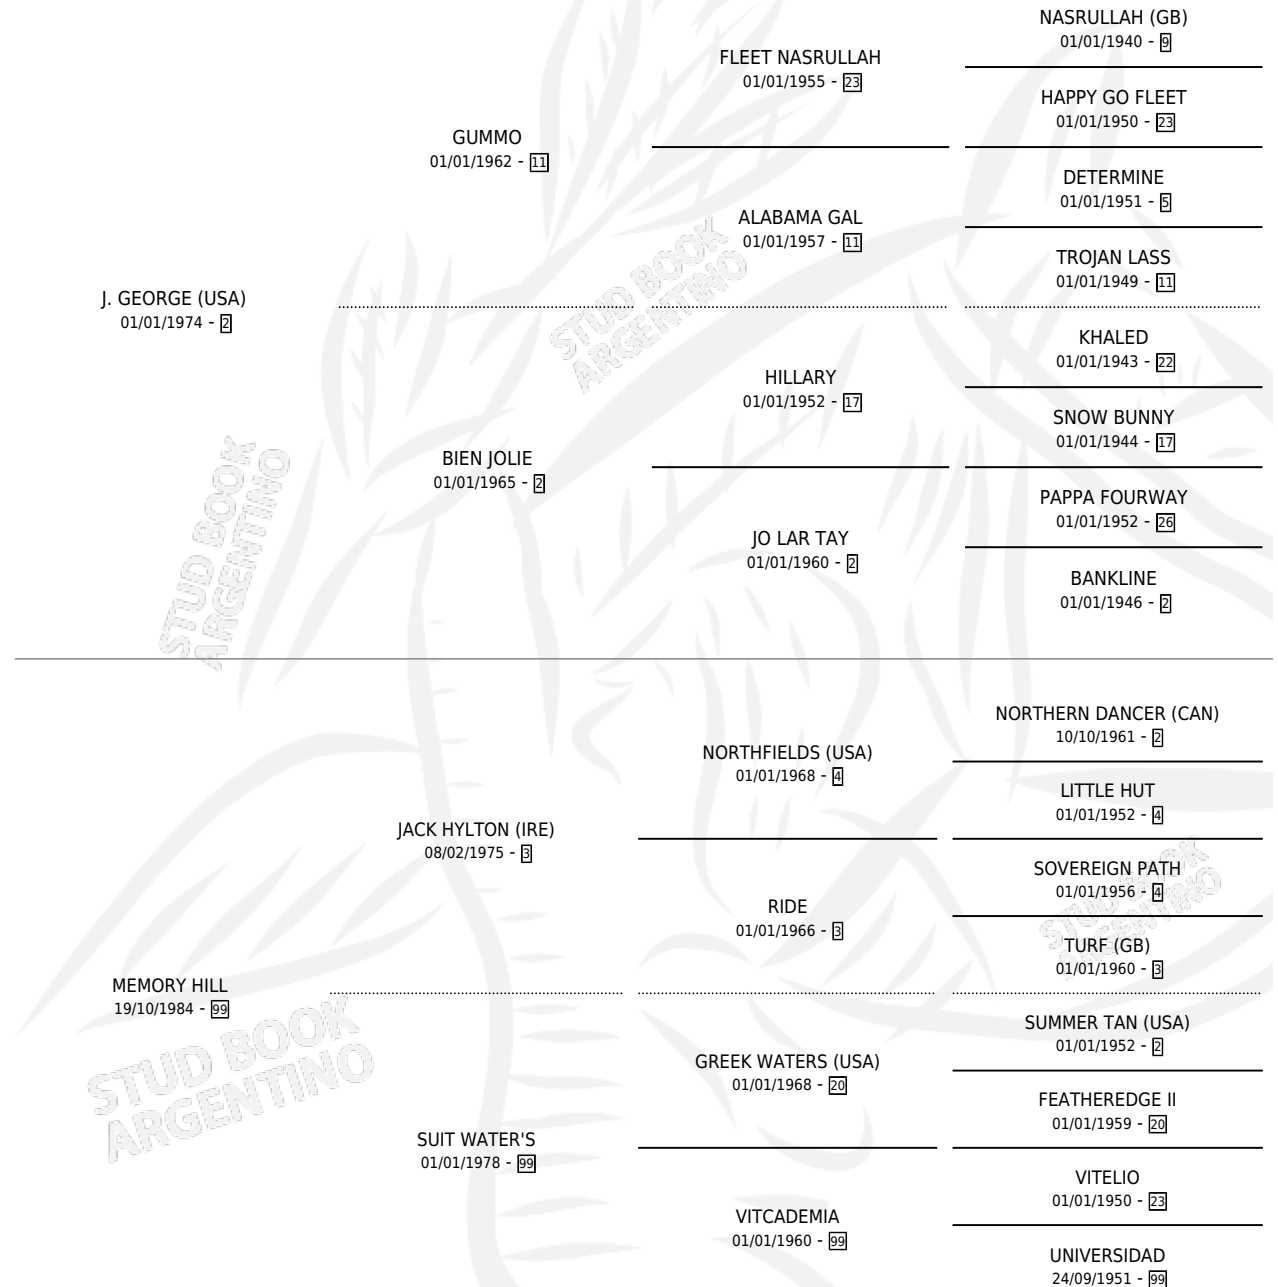 NASRULLAH (GB)
01/01/1940 - 9
FLEET NASRULLAH
01/01/1955 - 23
HAPPY GO FLEET
01/01/1950 - 23
GUMMO
01/01/1962 - 11
DETERMINE
01/01/1951 - 5
ALABAMA GAL
01/01/1957 - 11
TROJAN LASS
01/01/1949 - 11
J. GEORGE (USA)
01/01/1974 - 2
STUD BOOK
ARGENTINO
KHALED
01/01/1943 - 22
HILLARY
01/01/1952 - 17
SNOW BUNNY
01/01/1944 - 17
BIEN JOLIE
01/01/1965 - 2
PAPPA FOURWAY
01/01/1952 - 26
JO LAR TAY
01/01/1960 - 2
BANKLINE
01/01/1946 - 2
STUD BOOK
ARGENTINO
NORTHERN DANCER (CAN)
10/10/1961 - 2
NORTHFIELDS (USA)
01/01/1968 - 4
LITTLE HUT
01/01/1952 - 4
JACK HYLTON (IRE)
08/02/1975 - 3
SOVEREIGN PATH
01/01/1956 - 4
RIDE
01/01/1966 - 3
TURF (GB)
01/01/1960 - 3
STUD BOOK
ARGENTINO
MEMORY HILL
19/10/1984 - 99
SUMMER TAN (USA)
01/01/1952 - 2
GREEK WATERS (USA)
01/01/1968 - 20
FEATHEREDGE II
01/01/1959 - 20
STUD BOOK
ARGENTINO
SUIT WATER'S
01/01/1978 - 99
VITELIO
01/01/1950 - 23
VITCADEMIA
01/01/1960 - 99
UNIVERSIDAD
24/09/1951 - 99